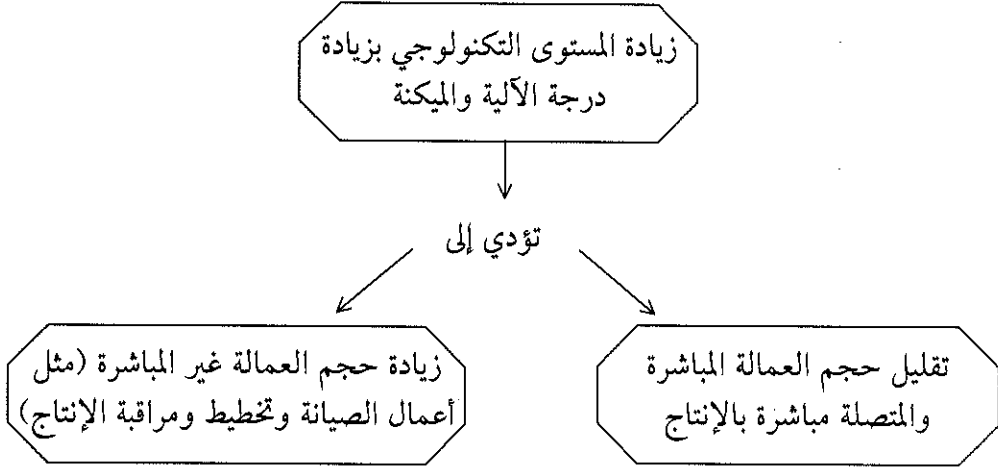 زيادة المستوى التكنولوجي بزيادة
درجة الآلية والميكنة
تؤدي إلى
تقليل حجم العمالة المباشرة
والمتصلة مباشرة بالإنتاج
زيادة حجم العمالة غير المباشرة (مثل
أعمال الصيانة وتخطيط ومراقبة الإنتاج)